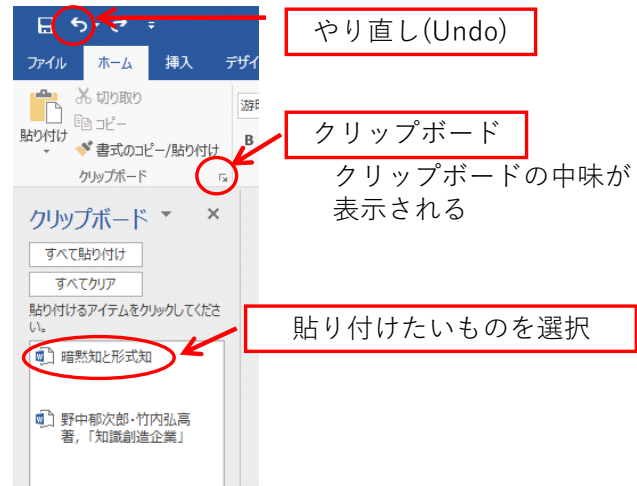 やり直し(Undo)
ファイル ホーム 挿入 デザイ
切り取り
コピー
貼り付け
書式のコピー/貼り付け
B
クリップボード
クリップボード
クリップボードの中味が
表示される
クリップボード
すべて貼り付け
すべてクリア
貼り付けるアイテムをクリックしてくださ
い。
貼り付けたいものを選択
暗黙知と形式知
野中郁次郎・竹内弘高
著,「知識創造企業」